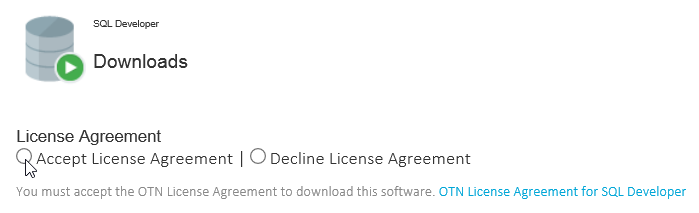 SQL Developer
Downloads
License Agreement
Accept License Agreement | Decline License Agreement
You must accept the OTN License Agreement to download this software. OTN License Agreement for SQL Developer